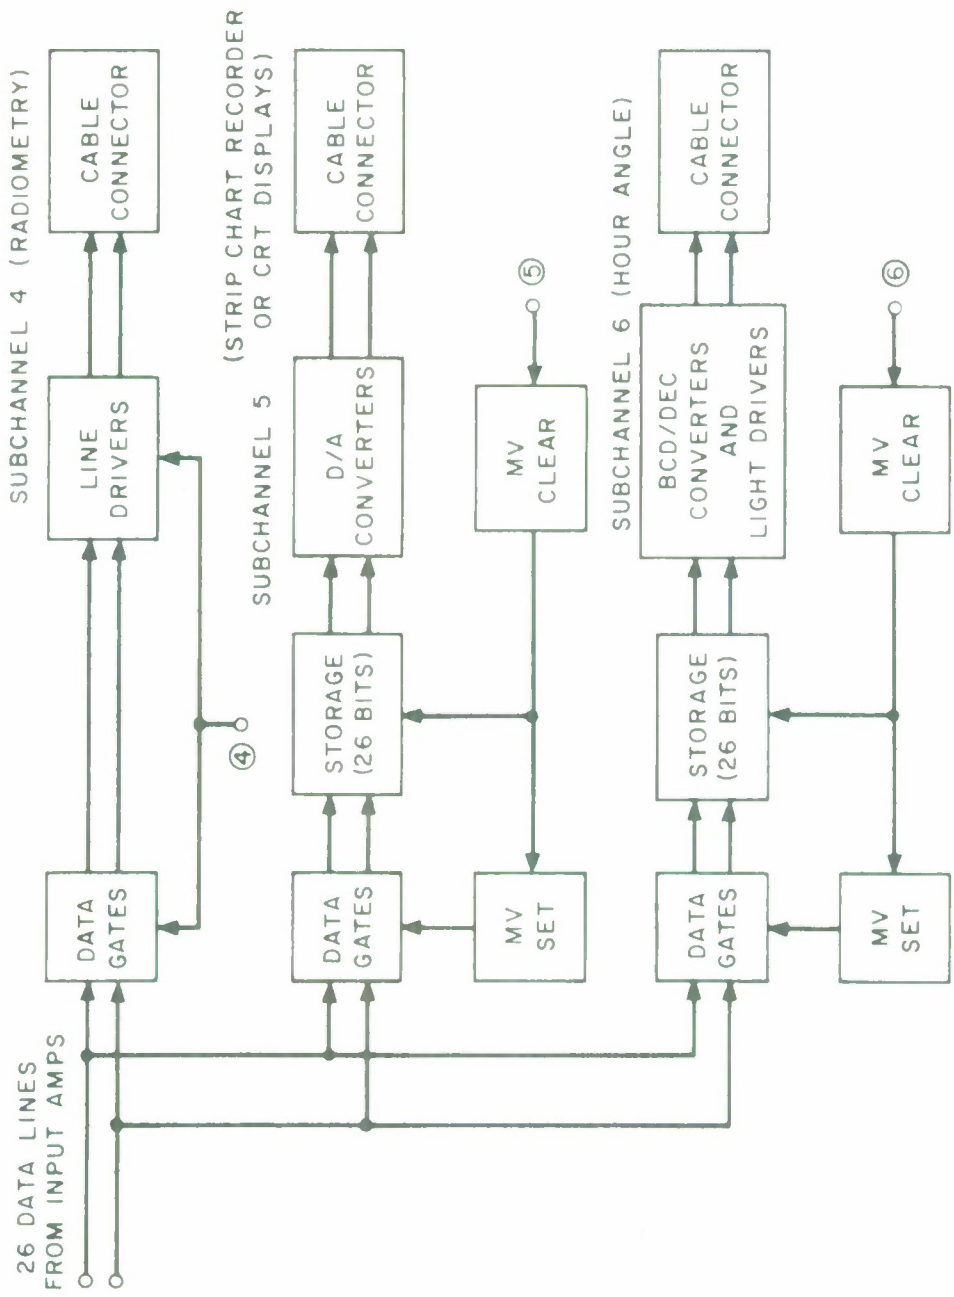 26 DATA LINES
FROM INPUT AMPS
SUBCHANNEL 4 (RADIOMETRY)
DATA
GATES
LINE
DRIVERS
CABLE
CONNECTOR
④
SUBCHANNEL 5
(STRIP CHART RECORDER
OR CRT DISPLAYS)
DATA
GATES
STORAGE
(26 BITS)
D/A
CONVERTERS
CABLE
CONNECTOR
MV
SET
MV
CLEAR
⑤
SUBCHANNEL 6 (HOUR ANGLE)
DATA
GATES
STORAGE
(26 BITS)
BCD/DEC
CONVERTERS
AND
LIGHT DRIVERS
CABLE
CONNECTOR
MV
SET
MV
CLEAR
⑥